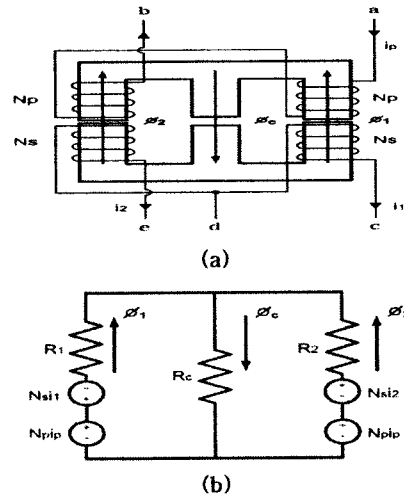 b a
ip
Np Np
ø2 øc ø1
Ns Ns
i2 i1
e d c
(a)
ø1 øc
R1 Rc R2
Nsi1 Nsi2
Npip Npip
(b)